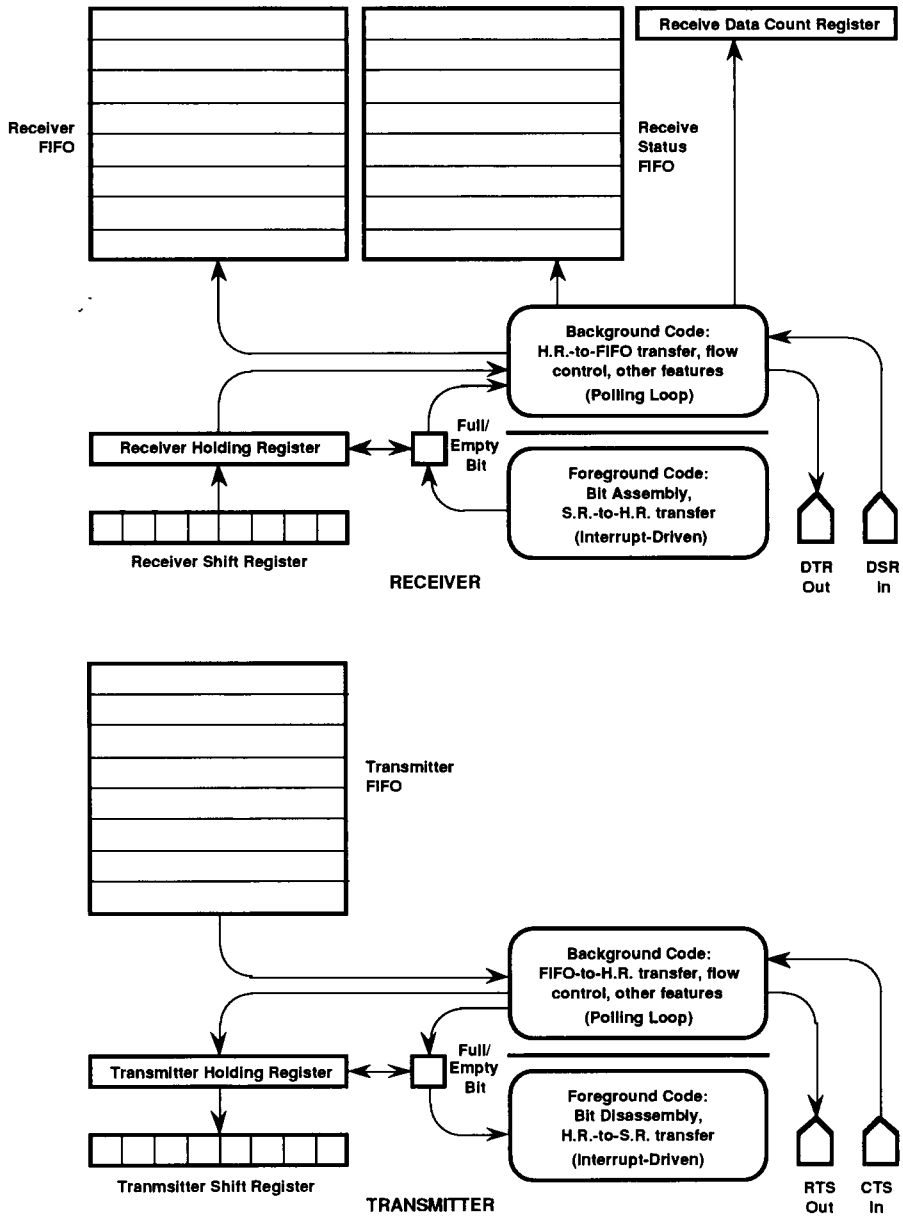 Receive Data Count Register
Receiver
FIFO
Receive
Status
FIFO
Background Code:
H.R.-to-FIFO transfer, flow
control, other features
(Polling Loop)
Receiver Holding Register
Full/
Empty
Bit
Foreground Code:
Bit Assembly,
S.R.-to-H.R. transfer
(Interrupt-Driven)
Receiver Shift Register
RECEIVER
DTR
Out
DSR
In
Transmitter
FIFO
Background Code:
FIFO-to-H.R. transfer, flow
control, other features
(Polling Loop)
Transmitter Holding Register
Full/
Empty
Bit
Foreground Code:
Bit Disassembly,
H.R.-to-S.R. transfer
(Interrupt-Driven)
Tranmsitter Shift Register
TRANSMITTER
RTS
Out
CTS
In